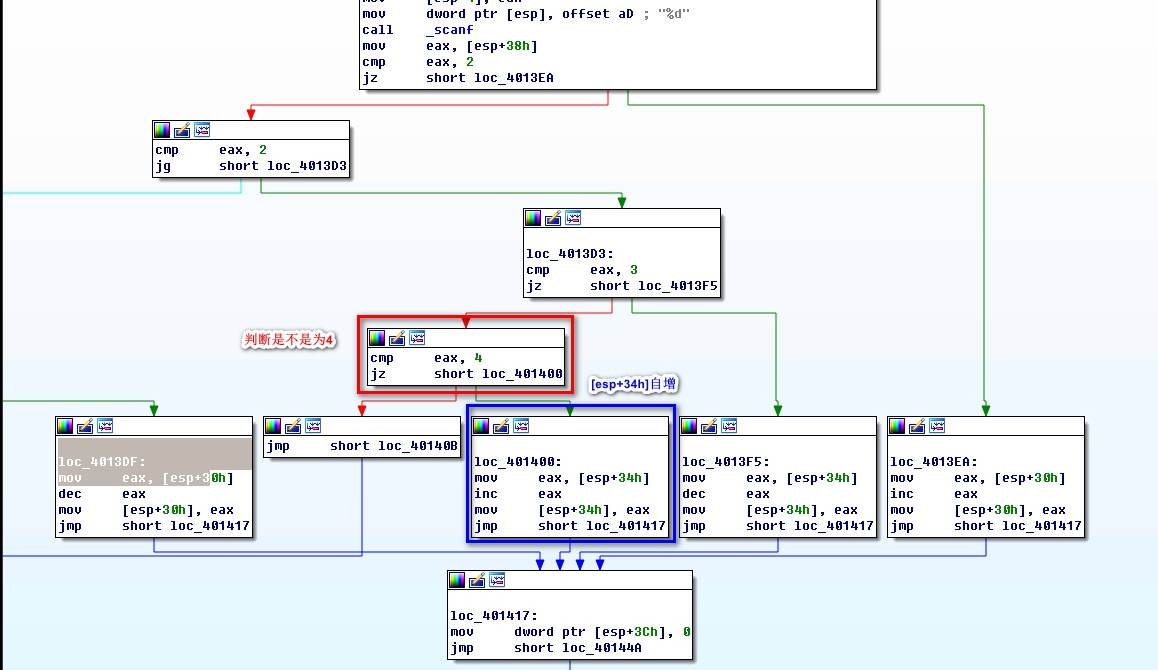 mov     dword ptr [esp], offset aD ; "%d"
call    _scanf
mov     eax, [esp+38h]
cmp     eax, 2
jz      short loc_4013EA
cmp     eax, 2
jg      short loc_4013D3
loc_4013D3:
cmp     eax, 3
jz      short loc_4013F5
判断是不是为4
cmp     eax, 4
jz      short loc_401400
[esp+34h]自增
loc_4013DF:
mov     eax, [esp+30h]
dec     eax
mov     [esp+30h], eax
jmp     short loc_401417
jmp     short loc_40140B
loc_401400:
mov     eax, [esp+34h]
inc     eax
mov     [esp+34h], eax
jmp     short loc_401417
loc_4013F5:
mov     eax, [esp+34h]
dec     eax
mov     [esp+34h], eax
jmp     short loc_401417
loc_4013EA:
mov     eax, [esp+30h]
inc     eax
mov     [esp+30h], eax
jmp     short loc_401417
loc_401417:
mov     dword ptr [esp+3Ch], 0
jmp     short loc_40144A